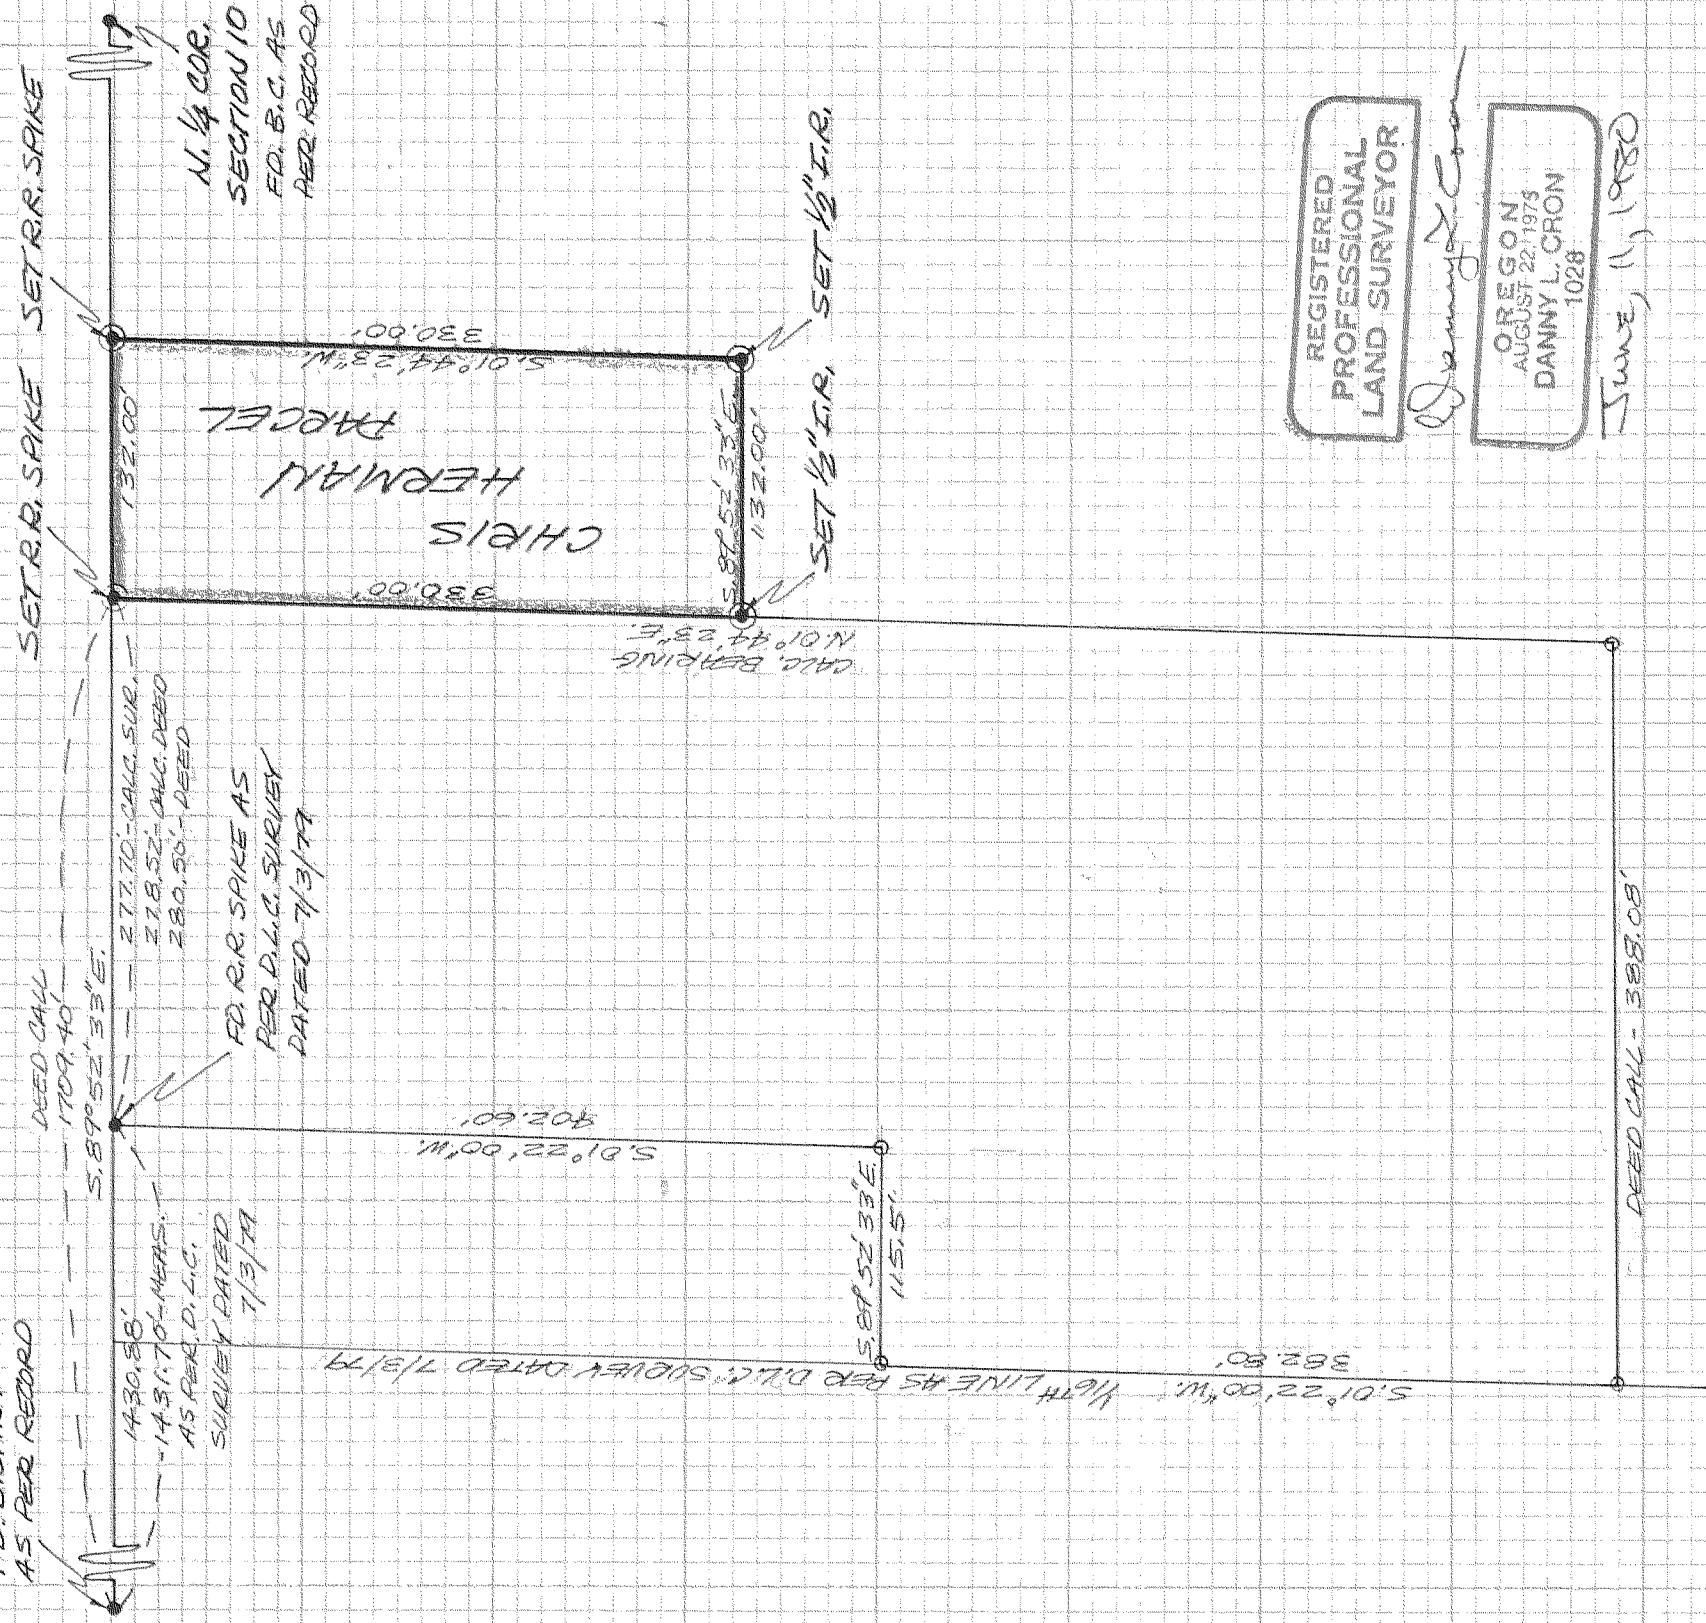 AS PER RECORD
SET R.R. SPIKE
SET R.R. SPIKE
N. 1/4 COR.
SECTION 10
FD. B.C. AS
PER RECORD
DEED CALL
1709.40'
S.89°52'33"E.
1430.88'
1431.70'-MEAS.
AS PER D.L.C.
SURVEY DATED
7/3/79
277.70'-CALC. SUR.
278.52'-CALC. DEED
280.50'-DEED
FD. R.R. SPIKE AS
PER D.L.C. SURVEY
DATED 7/3/79
132.00'
330.00'
S.01°44'23"W.
CHRIS
HERMAN
PARCEL
330.00'
S.89°52'33"E.
132.00'
SET 1/2" I.R.
SET 1/2" I.R.
CALC. BEARING
N.01°44'23"E.
S.01°22'00"W.
402.60'
S.89°52'33"E.
115.5'
1/16TH LINE AS PER D.L.C. SURVEY DATED 7/3/79
S.01°22'00"W.
382.80'
DEED CALL - 388.08'
REGISTERED
PROFESSIONAL
LAND SURVEYOR
Danny L. Cron
OREGON
AUGUST 22, 1975
DANNY L. CRON
1028
June, 11, 1980